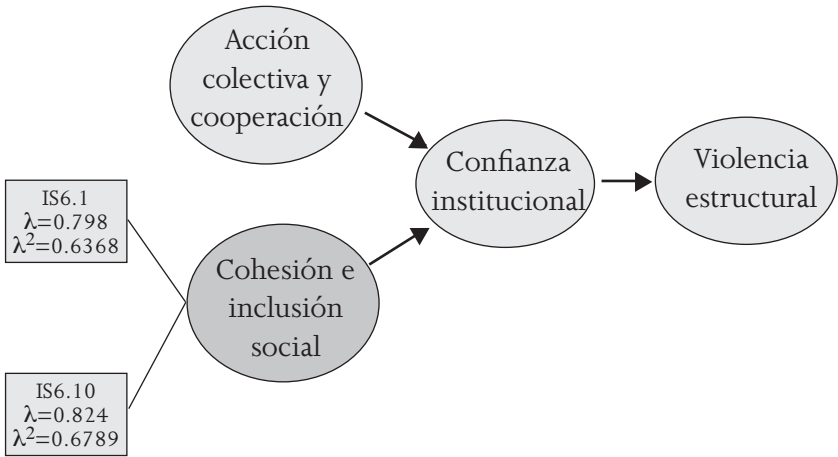 Acción
colectiva y
cooperación
Confianza
institucional
Violencia
estructural
IS6.1
λ=0.798
λ²=0.6368
Cohesión e
inclusión
social
IS6.10
λ=0.824
λ²=0.6789